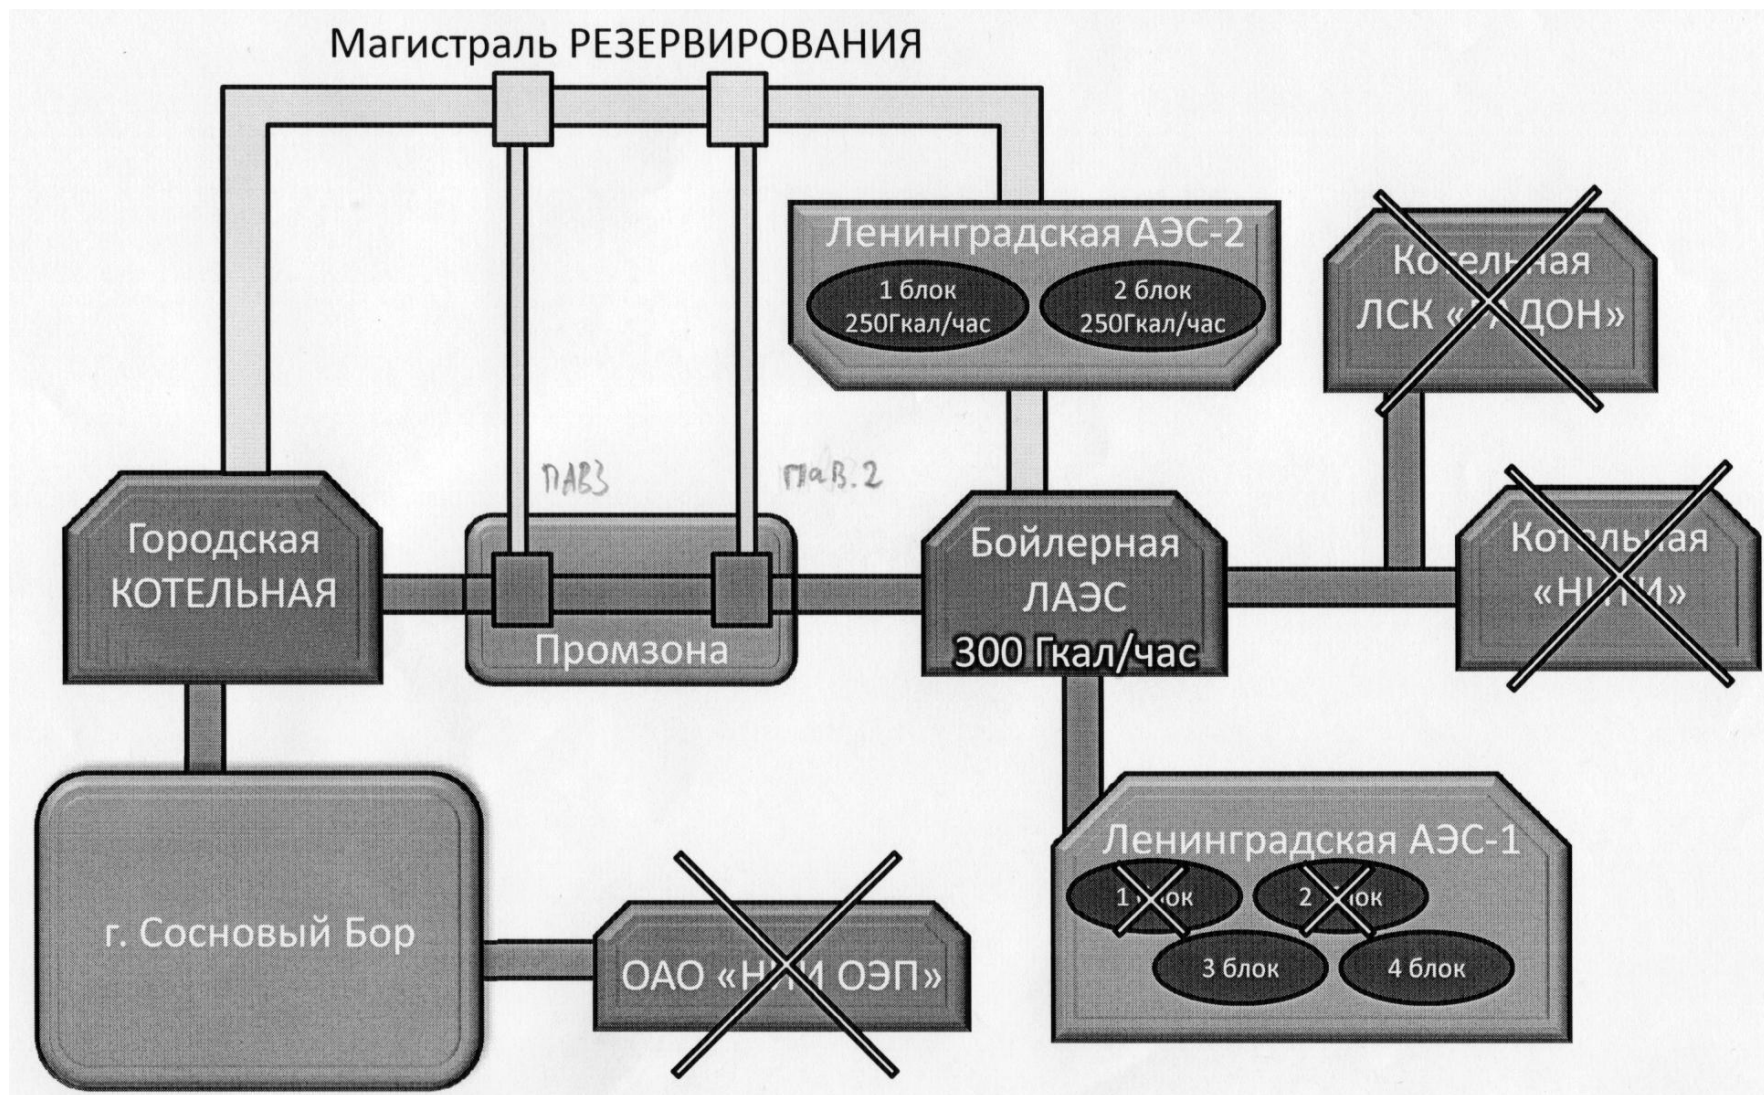 Магистраль РЕЗЕРВИРОВАНИЯ
Ленинградская АЭС-2
1 блок
250Гкал/час
2 блок
250Гкал/час
Котельная
ЛСК «РАДОН»
ПАВ3
Пав.2
Городская
КОТЕЛЬНАЯ
Промзона
Бойлерная
ЛАЭС
300 Гкал/час
Котельная
«НИТИ»
Ленинградская АЭС-1
1 блок
2 блок
3 блок
4 блок
г. Сосновый Бор
ОАО «НИИ ОЭП»